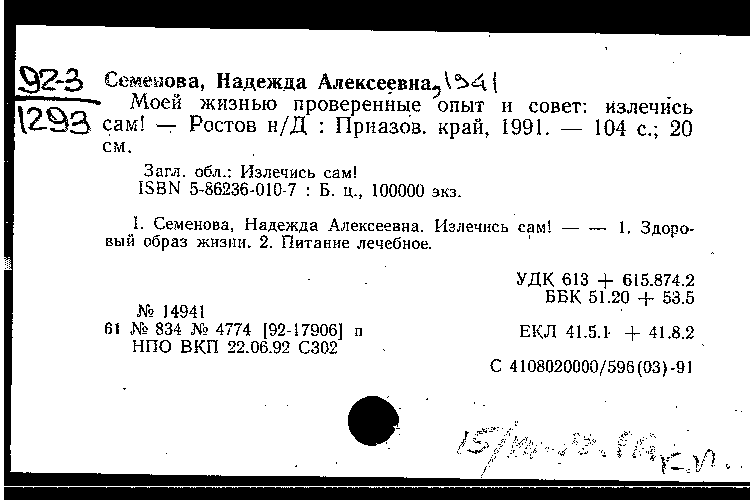 92-3
1293
Семенова, Надежда Алексеевна, 1941
Моей жизнью проверенные опыт и совет: излечись
сам! — Ростов н/Д : Приазов. край, 1991. — 104 с.; 20
см.
Загл. обл.: Излечись сам!
ISBN 5-86236-010-7 : Б. ц., 100000 экз.
1. Семенова, Надежда Алексеевна. Излечись сам! — — 1. Здоро-
вый образ жизни. 2. Питание лечебное.
УДК 613 + 615.874.2
ББК 51.20 + 53.5
№ 14941
61 № 834 № 4774 [92-17906] п
ЕКЛ 41.5.1 + 41.8.2
НПО ВКП 22.06.92 С302
С 4108020000/596(03)-91